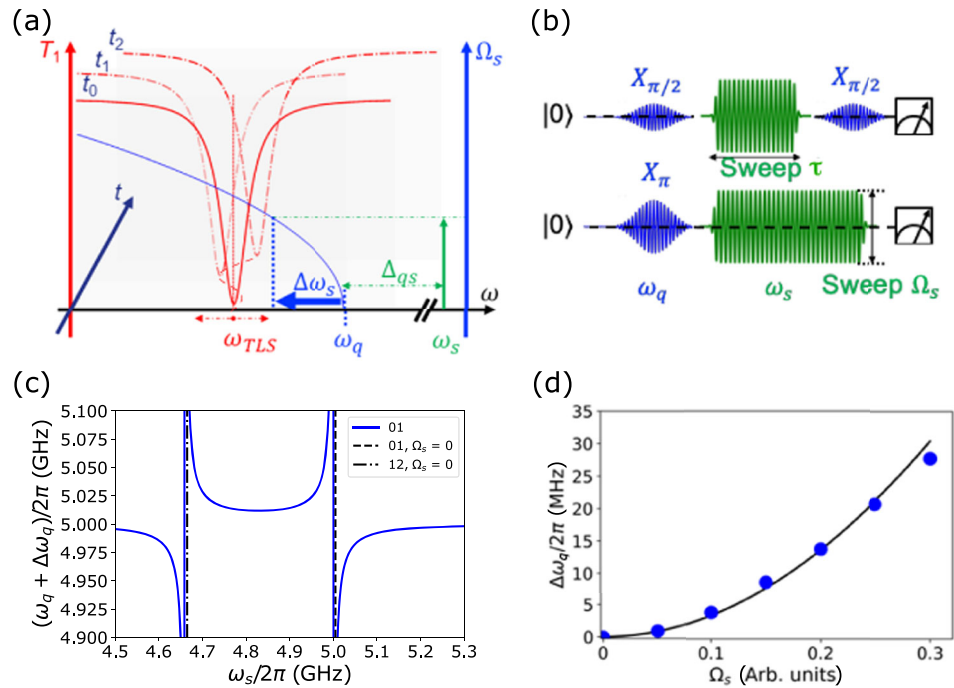 (a)
T₁
t₂
t₁
t₀
t
Ωₛ
Δωₛ
Δqs
ω
ωTLS
ωq
ωₛ
(b)
Xπ/2
Xπ/2
|0⟩
Sweep τ
Xπ
|0⟩
ωq
ωₛ
Sweep Ωₛ
(c)
(ωq + Δωq)/2π (GHz)
5.100
5.075
5.050
5.025
5.000
4.975
4.950
4.925
4.900
01
01, Ωₛ = 0
12, Ωₛ = 0
4.5
4.6
4.7
4.8
4.9
5.0
5.1
5.2
5.3
ωₛ/2π (GHz)
(d)
Δωq/2π (MHz)
35
30
25
20
15
10
5
0
0
0.1
0.2
0.3
Ωₛ (Arb. units)